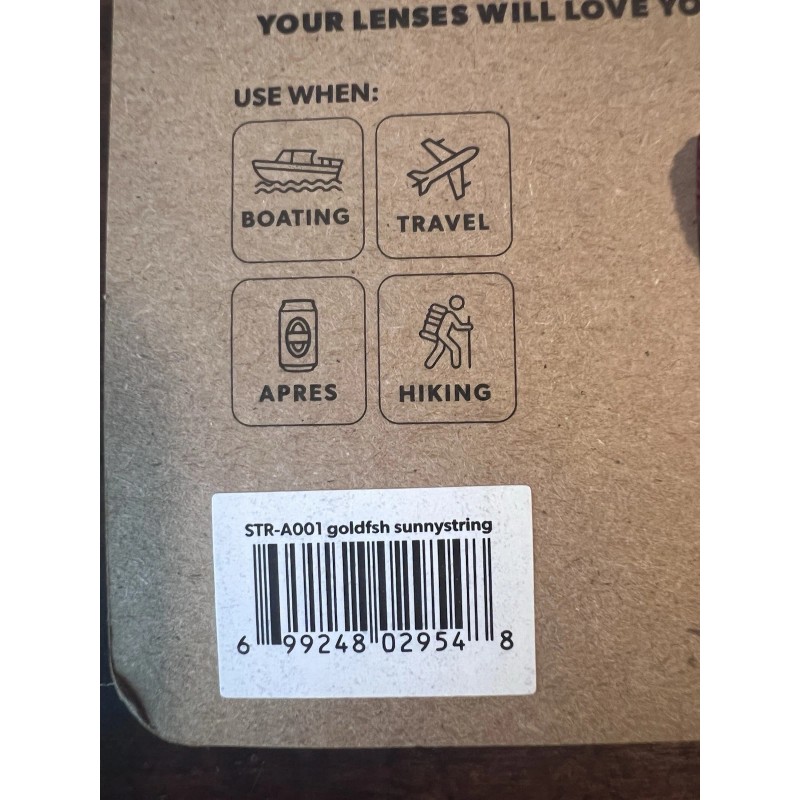 YOUR LENSES WILL LOVE YO
USE WHEN:
BOATING
TRAVEL
APRES
HIKING
STR-A001 goldfsh sunnystring
6 99248 02954 8